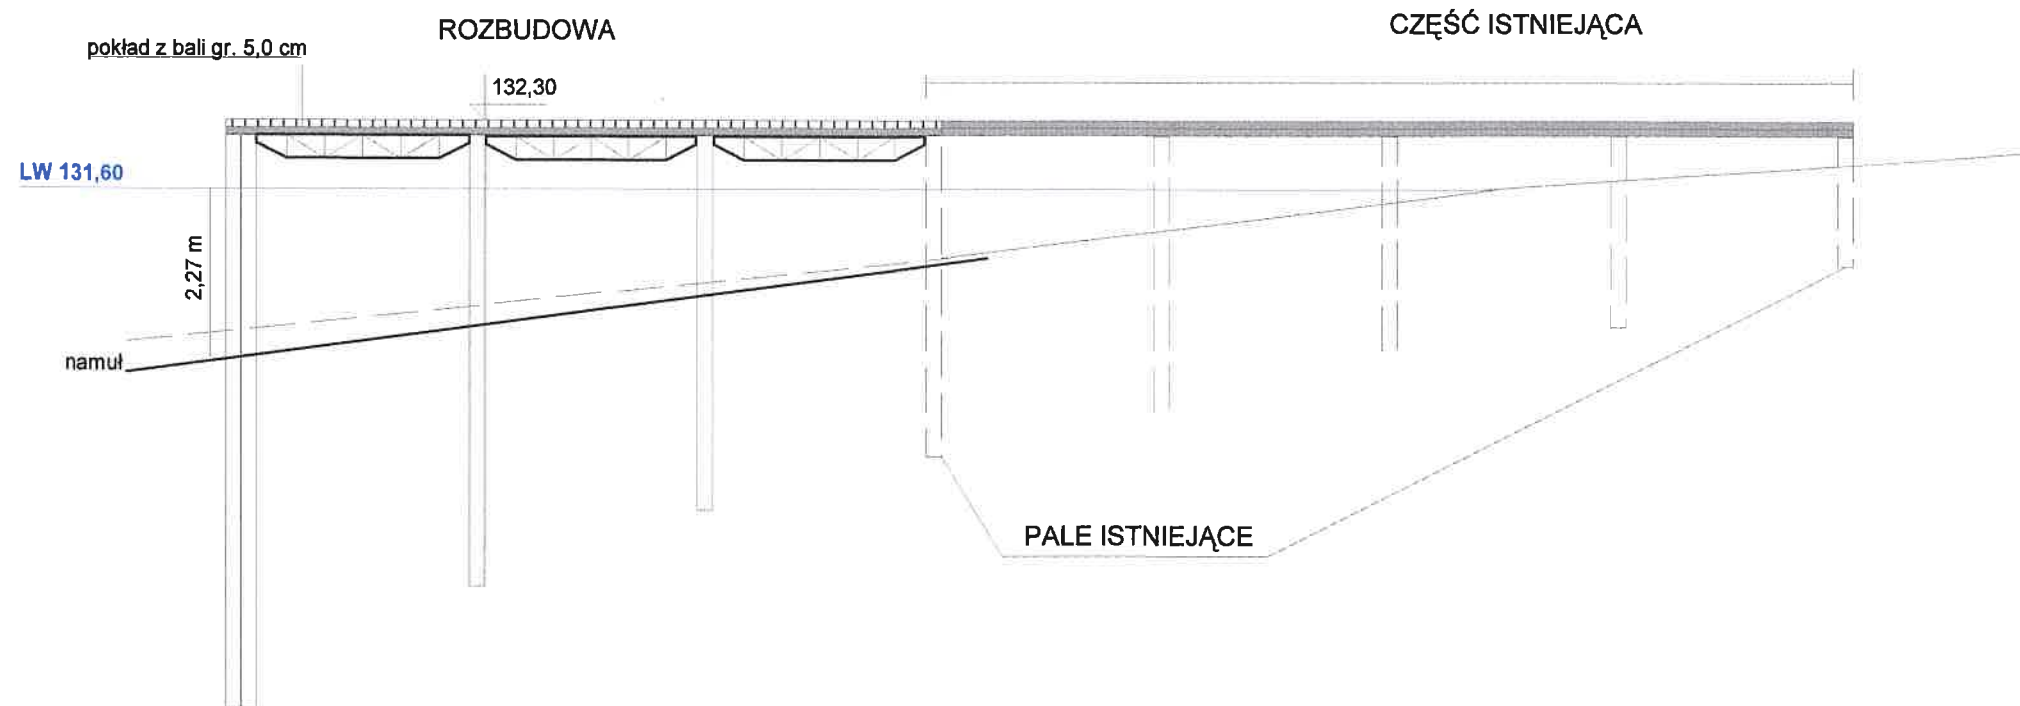 ROZBUDOWA
CZĘŚĆ ISTNIEJĄCA
pokład z bali gr. 5,0 cm
132,30
LW 131,60
2,27 m
namuł
PALE ISTNIEJĄCE